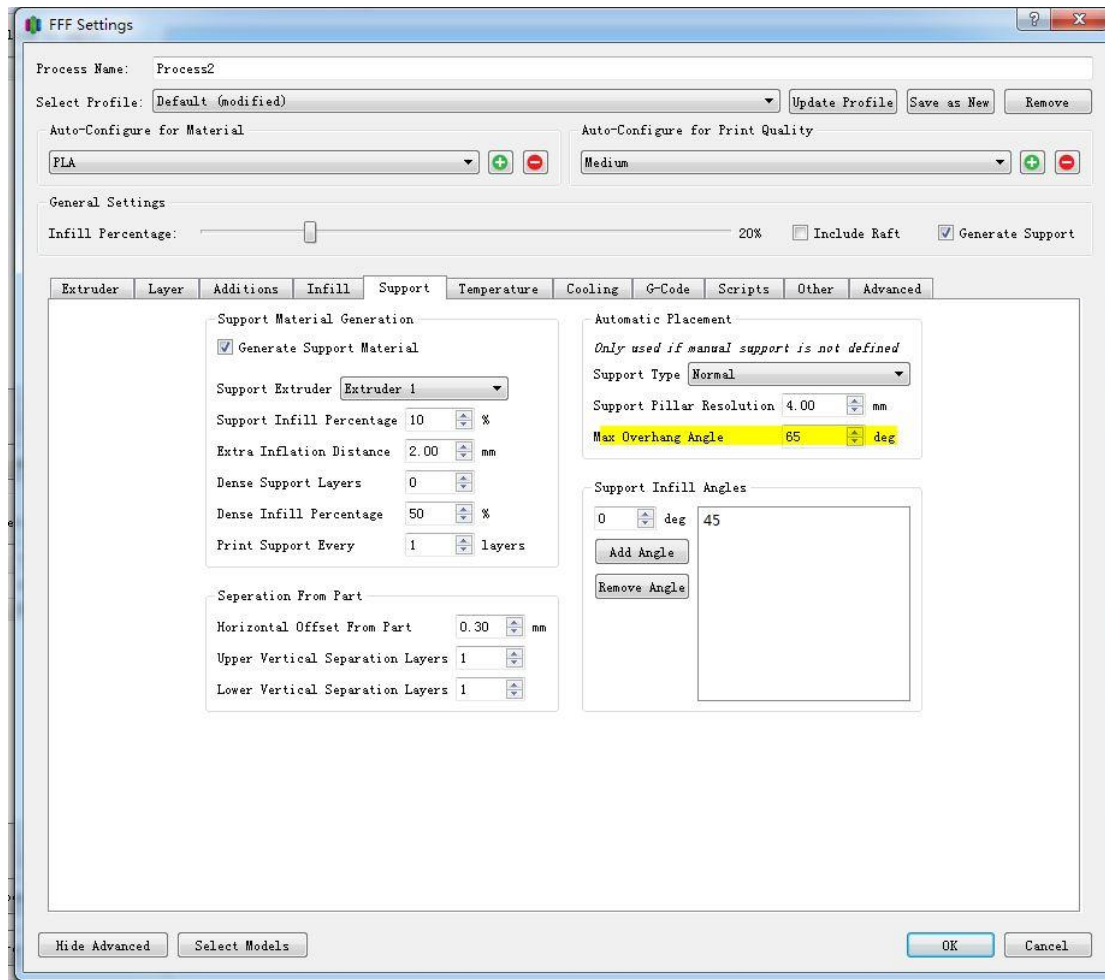 FFF Settings
Process Name: Process2
Select Profile: Default (modified) Update Profile Save as New Remove
Auto-Configure for Material Auto-Configure for Print Quality
PLA Medium
General Settings
Infill Percentage: 20% Include Raft Generate Support
Extruder Layer Additions Infill Support Temperature Cooling G-Code Scripts Other Advanced
Support Material Generation
Generate Support Material
Support Extruder Extruder 1
Support Infill Percentage 10 %
Extra Inflation Distance 2.00 mm
Dense Support Layers 0
Dense Infill Percentage 50 %
Print Support Every 1 layers
Seperation From Part
Horizontal Offset From Part 0.30 mm
Upper Vertical Separation Layers 1
Lower Vertical Separation Layers 1
Automatic Placement
Only used if manual support is not defined
Support Type Normal
Support Pillar Resolution 4.00 mm
Max Overhang Angle 65 deg
Support Infill Angles
0 deg 45
Add Angle
Remove Angle
Hide Advanced Select Models OK Cancel